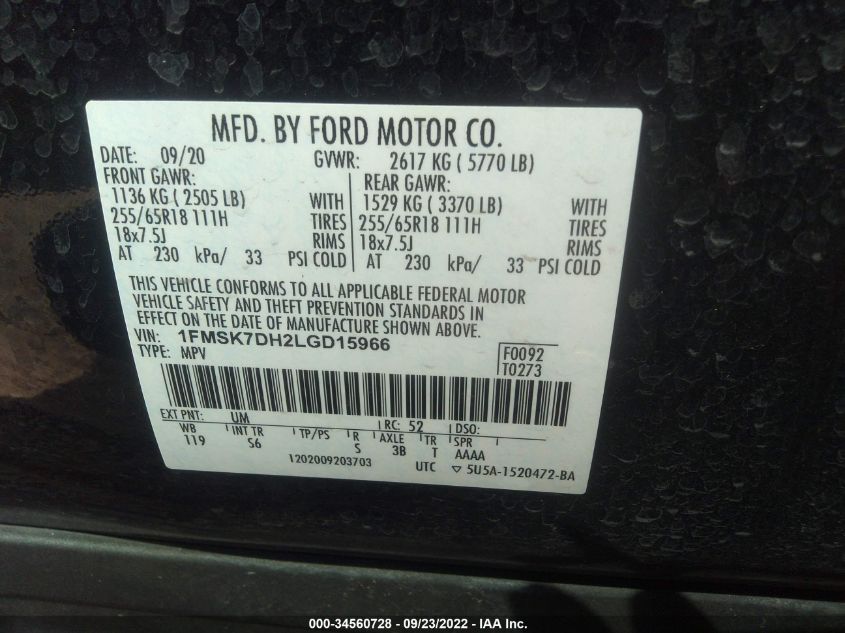 MFD. BY FORD MOTOR CO.
DATE: 09/20 GVWR: 2617 KG ( 5770 LB)
FRONT GAWR: REAR GAWR:
1136 KG ( 2505 LB) WITH 1529 KG ( 3370 LB) WITH
255/65R18 111H TIRES 255/65R18 111H TIRES
18x7.5J RIMS 18x7.5J RIMS
AT 230 kPa/ 33 PSI COLD AT 230 kPa/ 33 PSI COLD
THIS VEHICLE CONFORMS TO ALL APPLICABLE FEDERAL MOTOR
VEHICLE SAFETY AND THEFT PREVENTION STANDARDS IN
EFFECT ON THE DATE OF MANUFACTURE SHOWN ABOVE.
VIN: 1FMSK7DH2LGD15966 F0092
TYPE: MPV T0273
EXT PNT: UM RC: 52 DSO:
WB INT TR TP/PS R AXLE TR SPR
119 S6 S 3B T AAAA
1202009203703 UTC ▽ 5U5A-1520472-BA
000-34560728 - 09/23/2022 - IAA Inc.